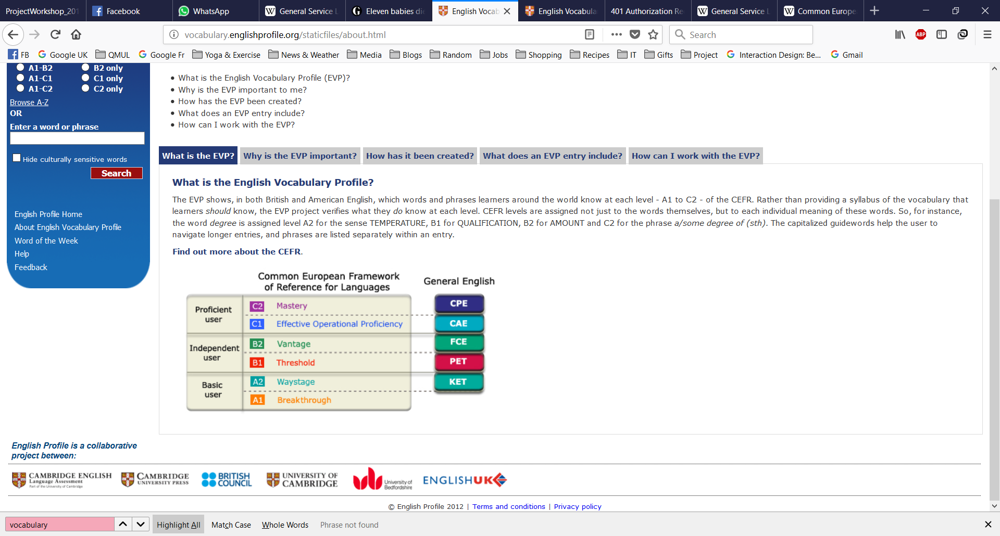 ProjectWorkshop_201
Facebook
WhatsApp
General Service L
Eleven babies die
English Vocab
English Vocabula
401 Authorization Re
General Service L
Common Europe
vocabulary.englishprofile.org/staticfiles/about.html
Search
ABP
FB Google UK QMUL Google Fr Yoga & Exercise News & Weather Media Blogs Random Jobs Shopping Recipes IT Gifts Project Interaction Design: Be... Gmail
A1-B2 B2 only
A1-C1 C1 only
A1-C2 C2 only
Browse A-Z
OR
Enter a word or phrase
Hide culturally sensitive words
Search
English Profile Home
About English Vocabulary Profile
Word of the Week
Help
Feedback
• What is the English Vocabulary Profile (EVP)?
• Why is the EVP important to me?
• How has the EVP been created?
• What does an EVP entry include?
• How can I work with the EVP?
What is the EVP? Why is the EVP important? How has it been created? What does an EVP entry include? How can I work with the EVP?
What is the English Vocabulary Profile?
The EVP shows, in both British and American English, which words and phrases learners around the world know at each level - A1 to C2 - of the CEFR. Rather than providing a syllabus of the vocabulary that
learners should know, the EVP project verifies what they do know at each level. CEFR levels are assigned not just to the words themselves, but to each individual meaning of these words. So, for instance,
the word degree is assigned level A2 for the sense TEMPERATURE, B1 for QUALIFICATION, B2 for AMOUNT and C2 for the phrase a/some degree of (sth). The capitalized guidewords help the user to
navigate longer entries, and phrases are listed separately within an entry.
Find out more about the CEFR.
Common European Framework
of Reference for Languages
General English
Proficient
user
C2 Mastery
CPE
C1 Effective Operational Proficiency
CAE
Independent
user
B2 Vantage
FCE
B1 Threshold
PET
Basic
user
A2 Waystage
KET
A1 Breakthrough
English Profile is a collaborative
project between:
CAMBRIDGE ENGLISH
Language Assessment
Part of the University of Cambridge
CAMBRIDGE
UNIVERSITY PRESS
BRITISH
COUNCIL
UNIVERSITY OF
CAMBRIDGE
University of
Bedfordshire
ENGLISHUK
© English Profile 2012 | Terms and conditions | Privacy policy
vocabulary
Highlight All
Match Case
Whole Words
Phrase not found